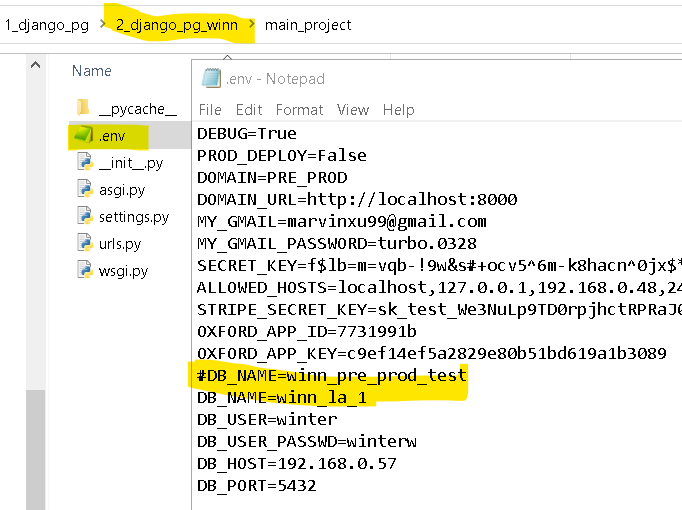 1_django_pg > 2_django_pg_winn > main_project
Name
__pycache__
.env
__init__.py
asgi.py
settings.py
urls.py
wsgi.py
.env - Notepad
File Edit Format View Help
DEBUG=True
PROD_DEPLOY=False
DOMAIN=PRE_PROD
DOMAIN_URL=http://localhost:8000
MY_GMAIL=marvinxu99@gmail.com
MY_GMAIL_PASSWORD=turbo.0328
SECRET_KEY=f$lb=m=vqb-!9w&s#+ocv5^6m-k8hacn^0jx$*
ALLOWED_HOSTS=localhost,127.0.0.1,192.168.0.48,24
STRIPE_SECRET_KEY=sk_test_We3NuLp9TD0rpjhctRPRaJ0
OXFORD_APP_ID=7731991b
OXFORD_APP_KEY=c9ef14ef5a2829e80b51bd619a1b3089
#DB_NAME=winn_pre_prod_test
DB_NAME=winn_la_1
DB_USER=winter
DB_USER_PASSWD=winterw
DB_HOST=192.168.0.57
DB_PORT=5432